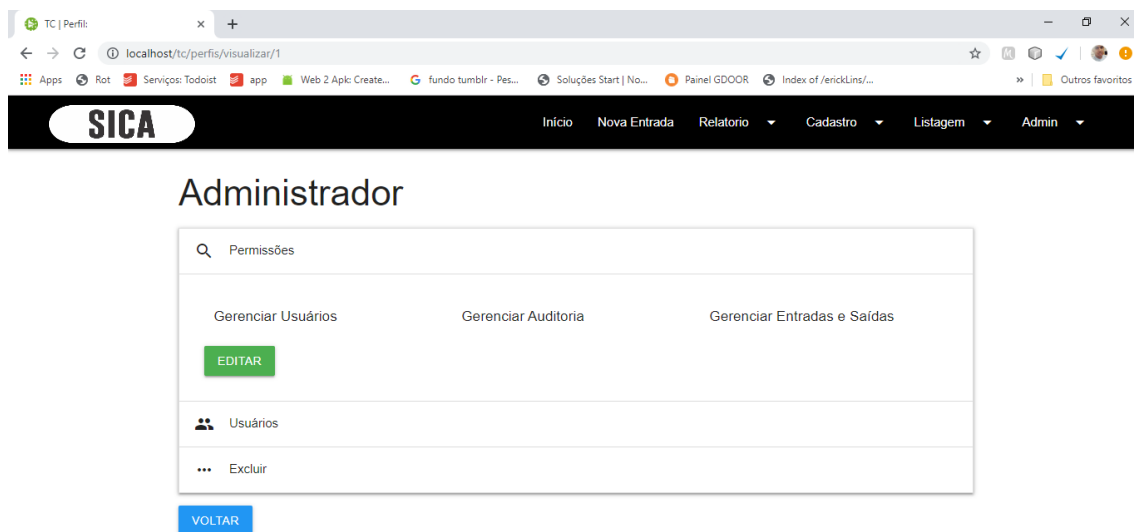 TC | Perfil:
localhost/tc/perfis/visualizar/1
Apps Rot Serviços: Todoist app Web 2 Apk: Create... fundo tumblr - Pes... Soluções Start | No... Painel GDOOR Index of /erickLins/... » Outros favoritos
SICA Início Nova Entrada Relatorio Cadastro Listagem Admin
Administrador
Permissões
Gerenciar Usuários Gerenciar Auditoria Gerenciar Entradas e Saídas
EDITAR
Usuários
Excluir
VOLTAR